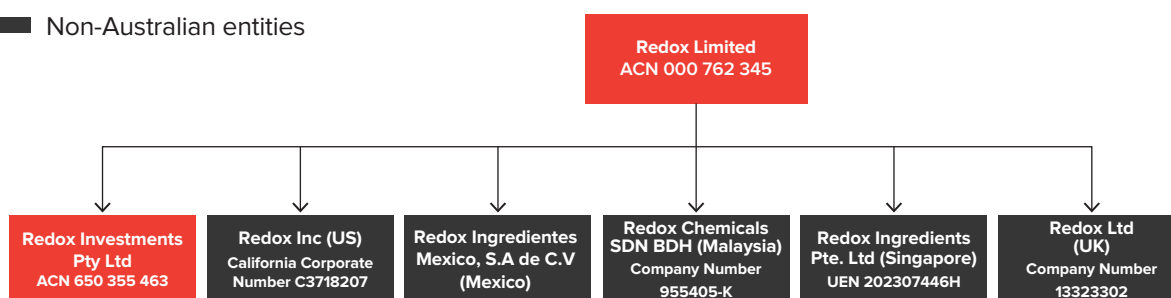 Non-Australian entities
Redox Limited
ACN 000 762 345
Redox Investments
Pty Ltd
ACN 650 355 463
Redox Inc (US)
California Corporate
Number C3718207
Redox Ingredientes
Mexico, S.A de C.V
(Mexico)
Redox Chemicals
SDN BDH (Malaysia)
Company Number
955405-K
Redox Ingredients
Pte. Ltd (Singapore)
UEN 202307446H
Redox Ltd
(UK)
Company Number
13323302